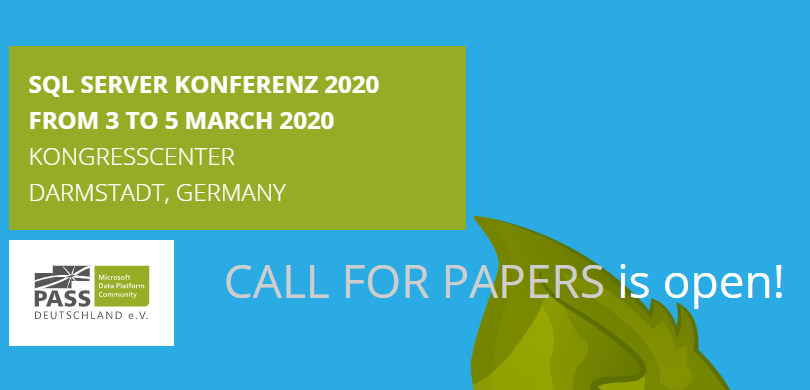 SQL SERVER KONFERENZ 2020
FROM 3 TO 5 MARCH 2020
KONGRESSCENTER
DARMSTADT, GERMANY
PASS
Microsoft
Data Platform
Community
DEUTSCHLAND e.V.
CALL FOR PAPERS is open!